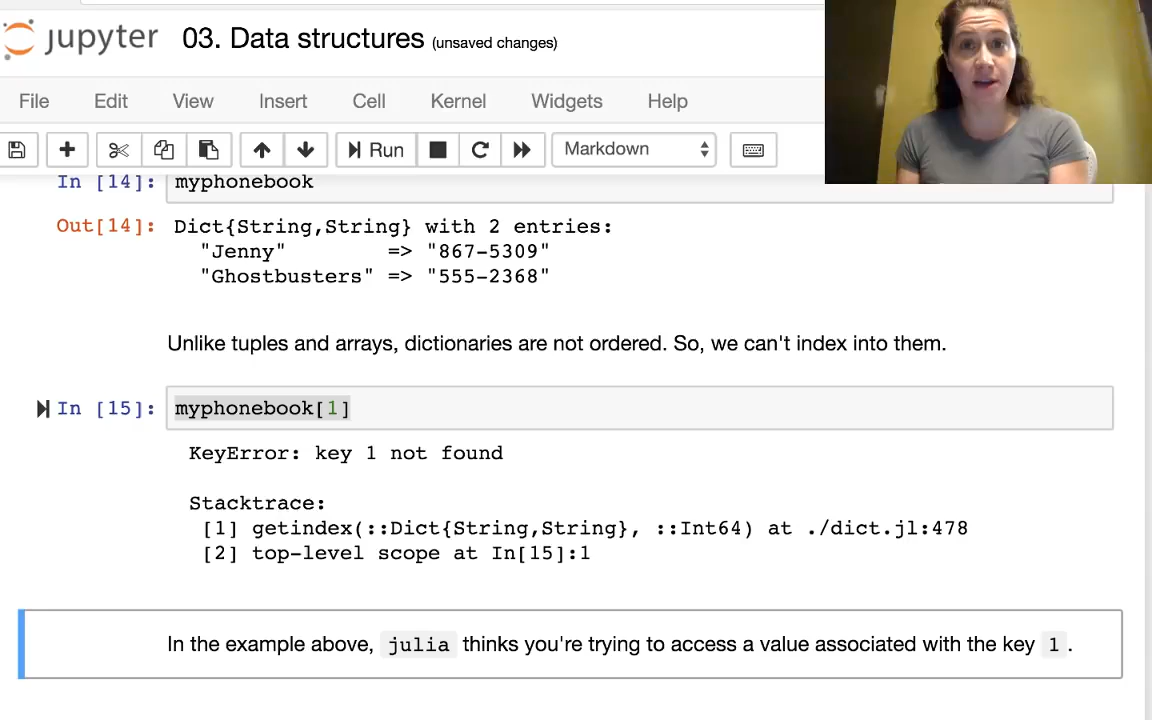 jupyter 03. Data structures (unsaved changes)
File Edit View Insert Cell Kernel Widgets Help
Run Markdown
In [14]: myphonebook
Out[14]: Dict{String,String} with 2 entries:
"Jenny" => "867-5309"
"Ghostbusters" => "555-2368"
Unlike tuples and arrays, dictionaries are not ordered. So, we can't index into them.
In [15]: myphonebook[1]
KeyError: key 1 not found
Stacktrace:
[1] getindex(::Dict{String,String}, ::Int64) at ./dict.jl:478
[2] top-level scope at In[15]:1
In the example above, julia thinks you're trying to access a value associated with the key 1.